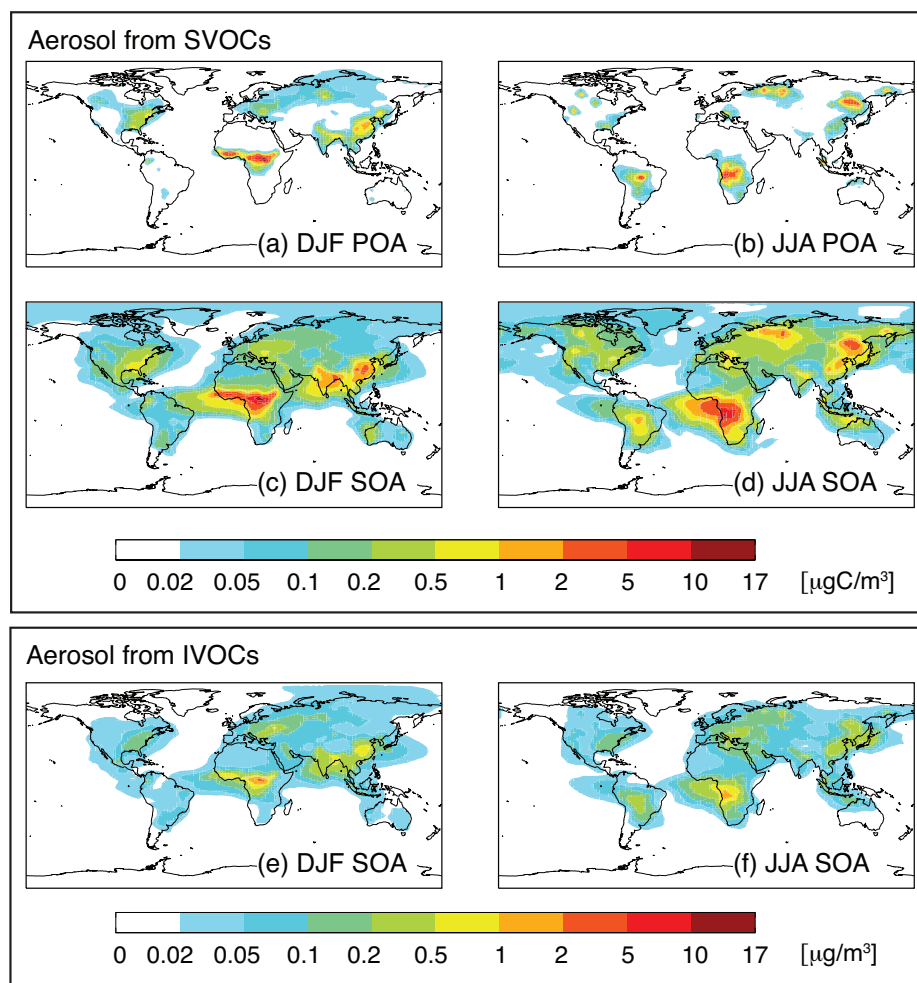 Aerosol from SVOCs
(a) DJF POA
(b) JJA POA
(c) DJF SOA
(d) JJA SOA
0 0.02 0.05 0.1 0.2 0.5 1 2 5 10 17 [μgC/m³]
Aerosol from IVOCs
(e) DJF SOA
(f) JJA SOA
0 0.02 0.05 0.1 0.2 0.5 1 2 5 10 17 [μg/m³]